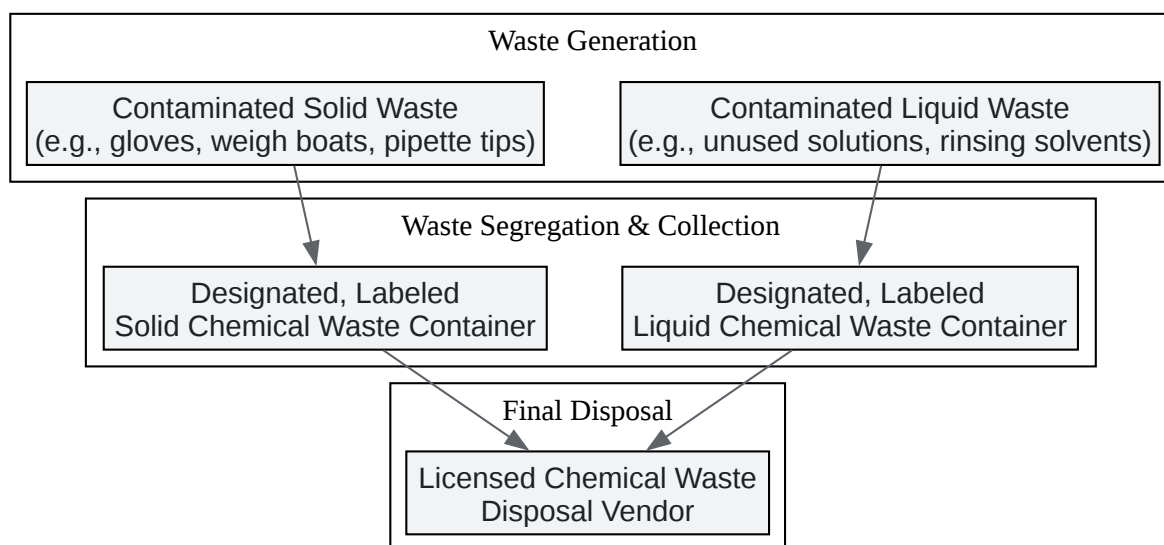 Waste Generation
Contaminated Solid Waste
(e.g., gloves, weigh boats, pipette tips)
Contaminated Liquid Waste
(e.g., unused solutions, rinsing solvents)
Waste Segregation & Collection
Designated, Labeled
Solid Chemical Waste Container
Designated, Labeled
Liquid Chemical Waste Container
Final Disposal
Licensed Chemical Waste
Disposal Vendor